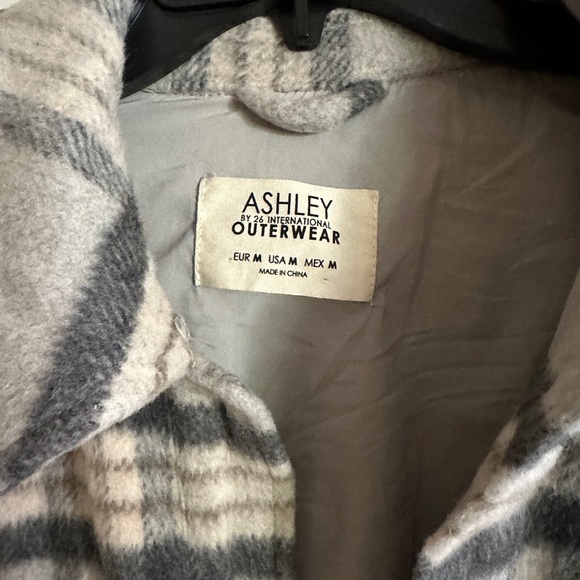 ASHLEY
BY 26 INTERNATIONAL
OUTERWEAR
EUR M USA M MEX M
MADE IN CHINA